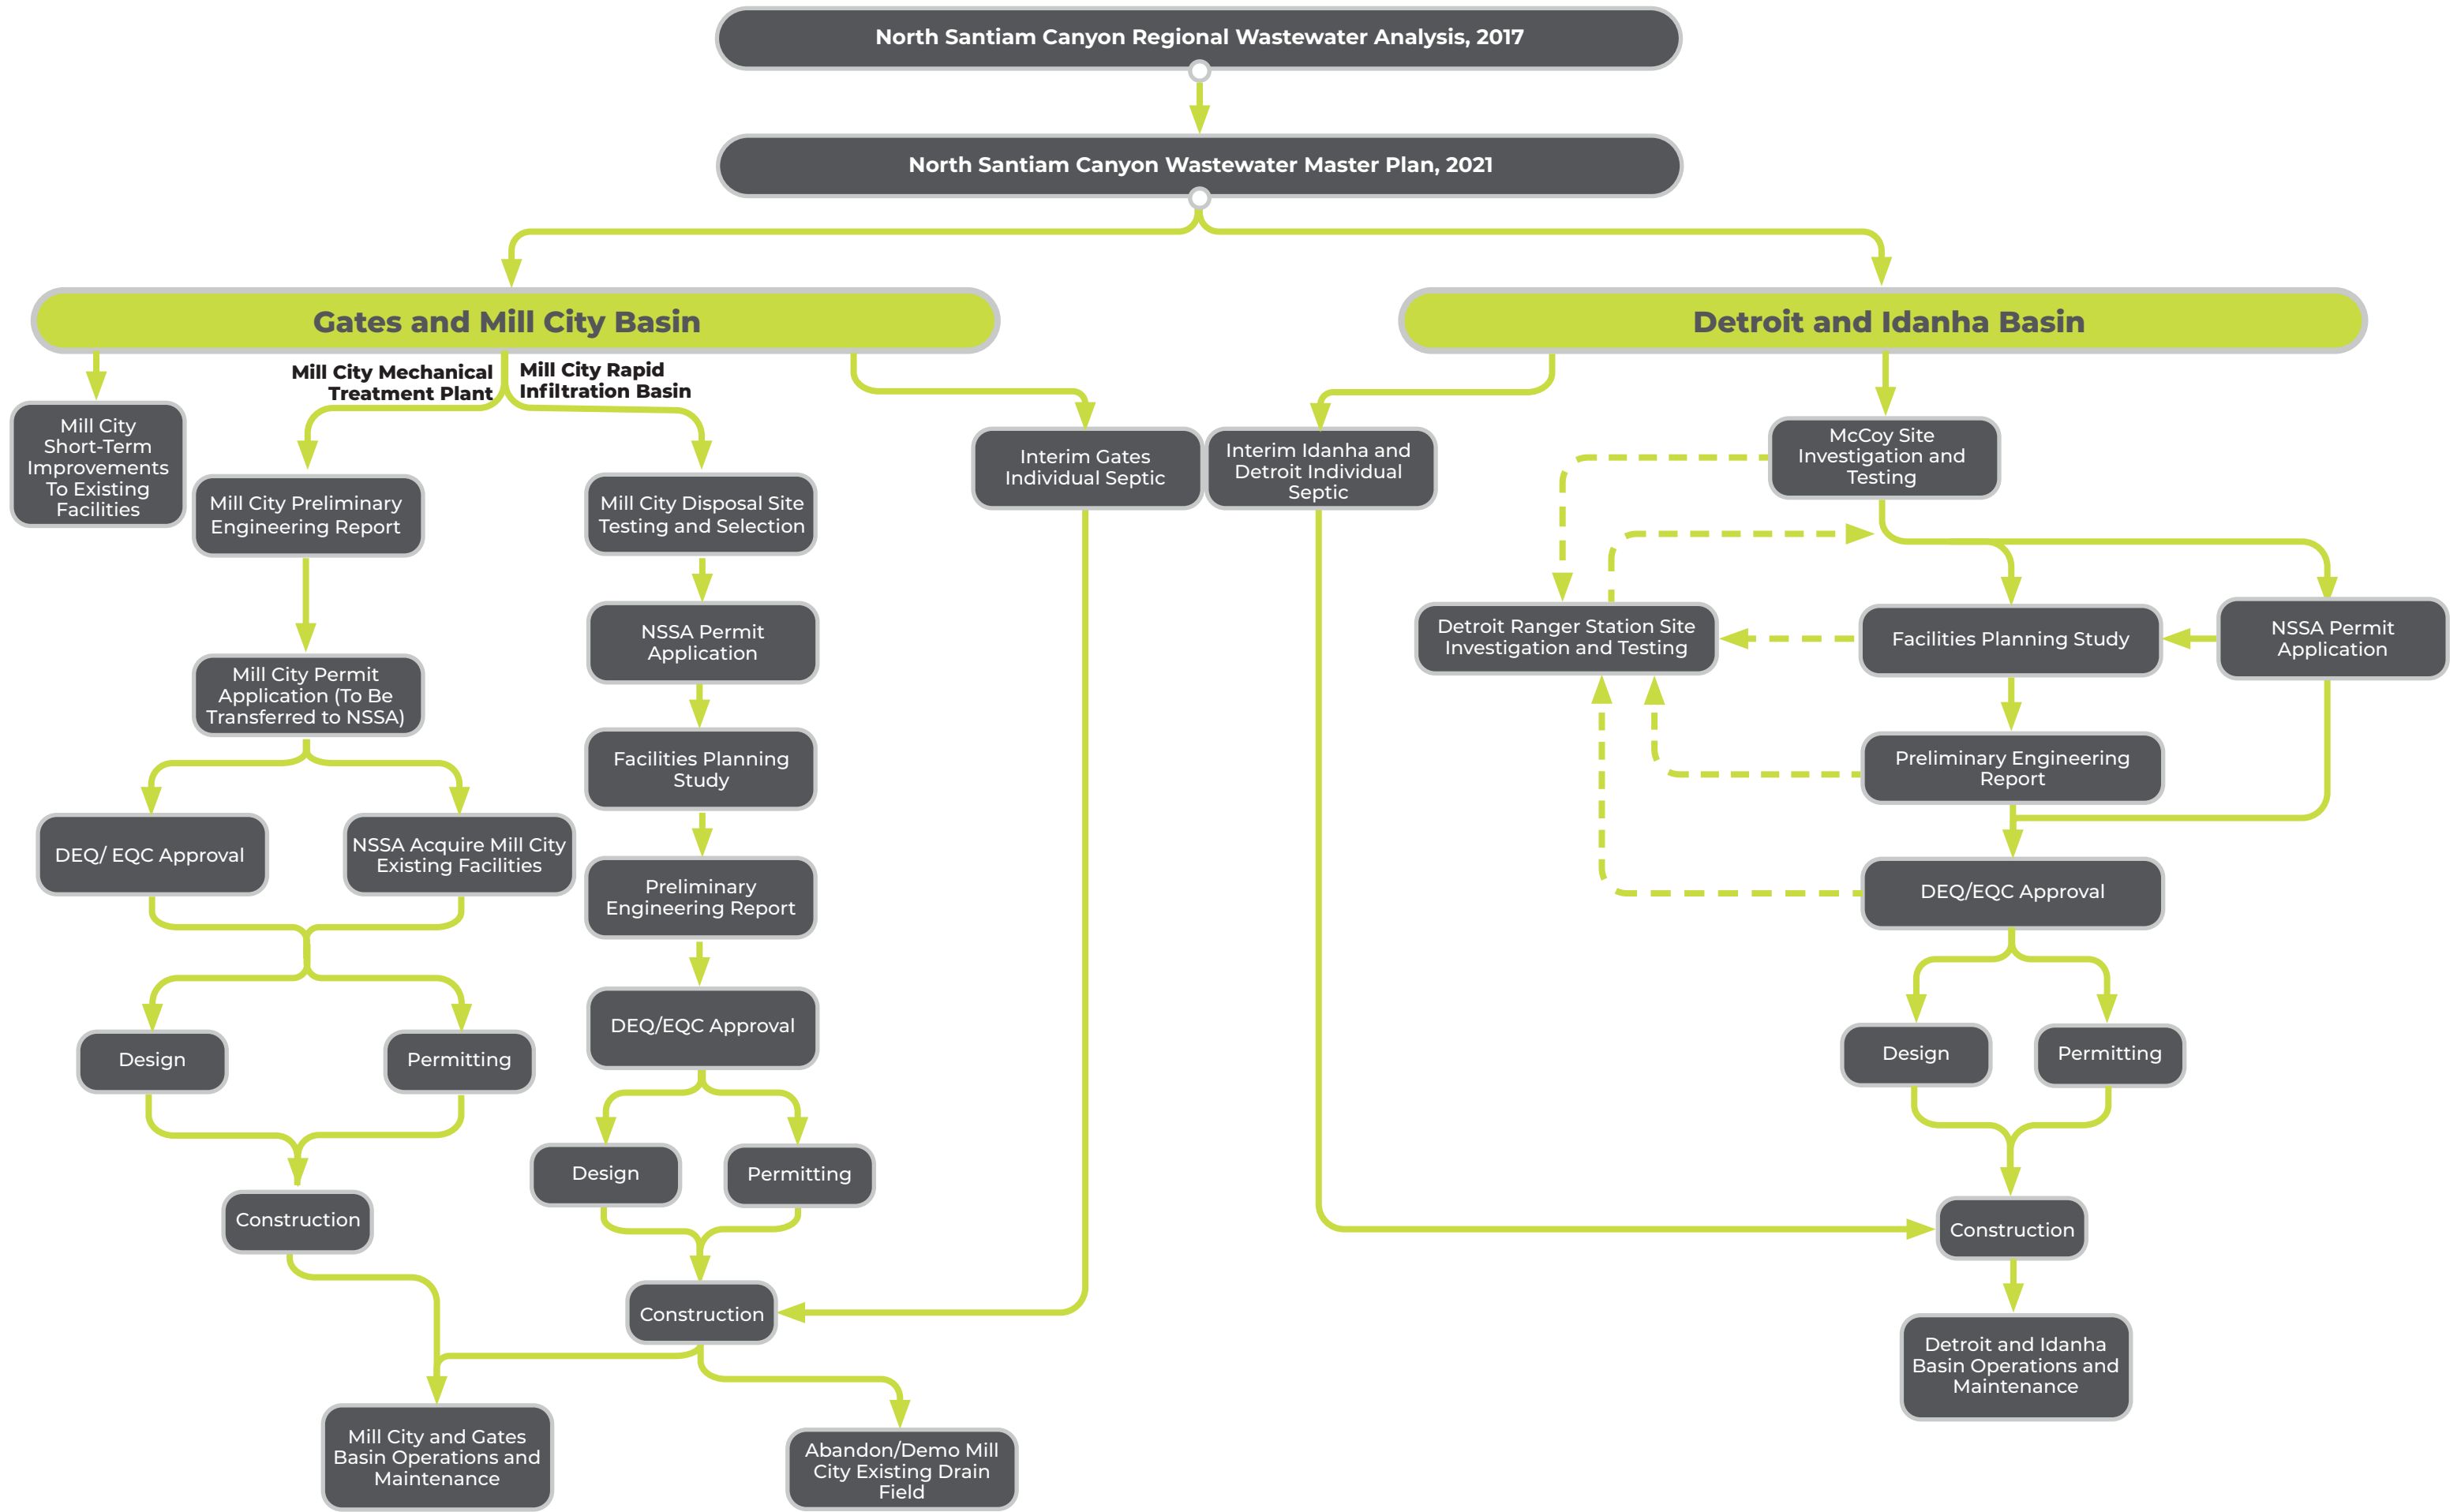 North Santiam Canyon Regional Wastewater Analysis, 2017
North Santiam Canyon Wastewater Master Plan, 2021
Gates and Mill City Basin
Detroit and Idanha Basin
Mill City Mechanical
Treatment Plant
Mill City Rapid
Infiltration Basin
Mill City
Short-Term
Improvements
To Existing
Facilities
Mill City Preliminary
Engineering Report
Mill City Disposal Site
Testing and Selection
Interim Gates
Individual Septic
Interim Idanha and
Detroit Individual
Septic
McCoy Site
Investigation and
Testing
Mill City Permit
Application (To Be
Transferred to NSSA)
NSSA Permit
Application
Detroit Ranger Station Site
Investigation and Testing
Facilities Planning Study
NSSA Permit
Application
Facilities Planning
Study
Preliminary Engineering
Report
DEQ/ EQC Approval
NSSA Acquire Mill City
Existing Facilities
Preliminary
Engineering Report
DEQ/EQC Approval
DEQ/EQC Approval
Design
Permitting
Design
Permitting
Design
Permitting
Construction
Construction
Construction
Mill City and Gates
Basin Operations and
Maintenance
Abandon/Demo Mill
City Existing Drain
Field
Detroit and Idanha
Basin Operations and
Maintenance